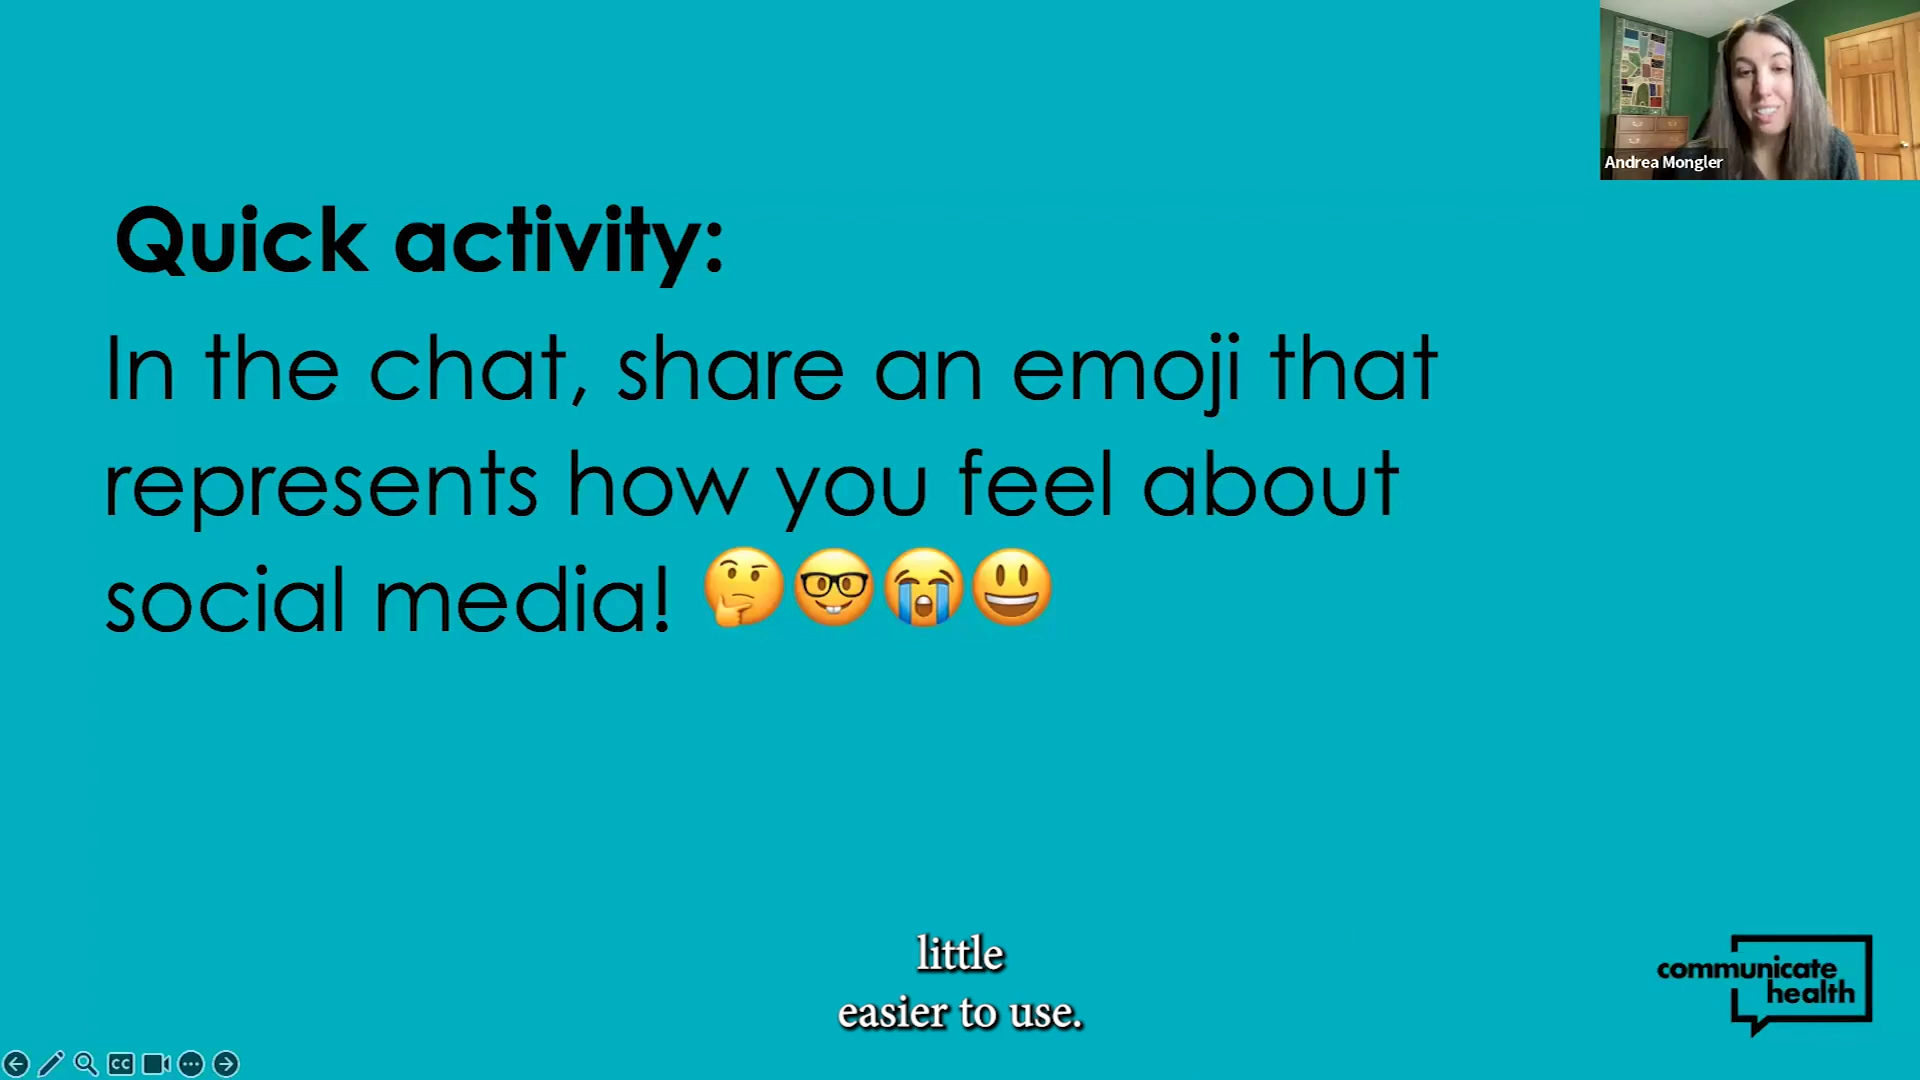 Andrea Mongler
Quick activity:
In the chat, share an emoji that
represents how you feel about
social media! 🤔🤓😭😃
little
easier to use.
communicate
health
CC